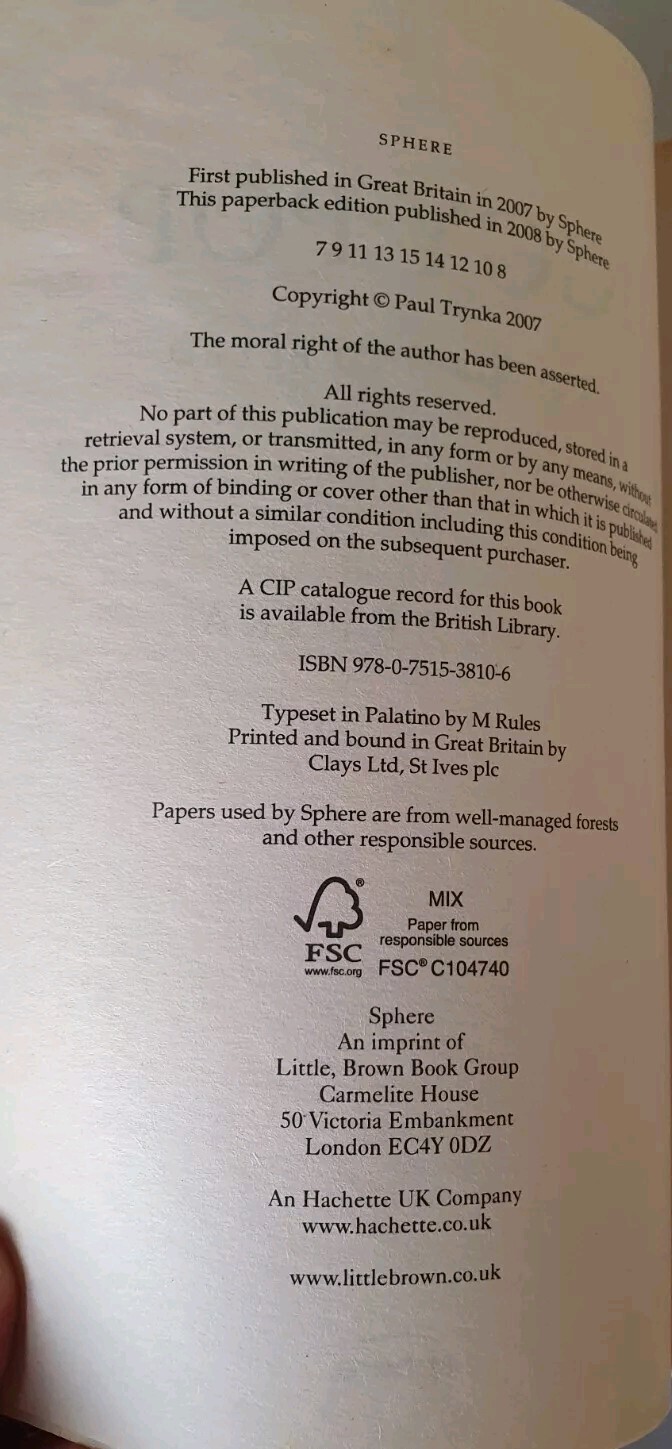 SPHERE
First published in Great Britain in 2007 by Sphere
This paperback edition published in 2008 by Sphere
7 9 11 13 15 14 12 10 8
Copyright © Paul Trynka 2007
The moral right of the author has been asserted.
All rights reserved.
No part of this publication may be reproduced, stored in a
retrieval system, or transmitted, in any form or by any means, without
the prior permission in writing of the publisher, nor be otherwise circulated
in any form of binding or cover other than that in which it is published
and without a similar condition including this condition being
imposed on the subsequent purchaser.
A CIP catalogue record for this book
is available from the British Library.
ISBN 978-0-7515-3810-6
Typeset in Palatino by M Rules
Printed and bound in Great Britain by
Clays Ltd, St Ives plc
Papers used by Sphere are from well-managed forests
and other responsible sources.
®
FSC
www.fsc.org
MIX
Paper from
responsible sources
FSC® C104740
Sphere
An imprint of
Little, Brown Book Group
Carmelite House
50 Victoria Embankment
London EC4Y 0DZ
An Hachette UK Company
www.hachette.co.uk
www.littlebrown.co.uk